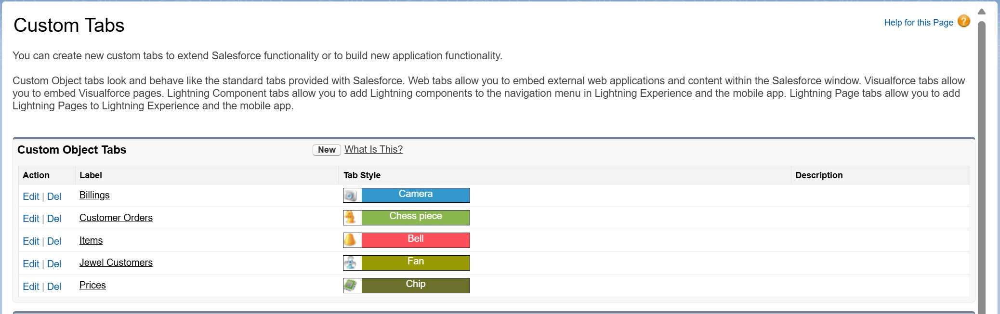 Custom Tabs
Help for this Page
?
You can create new custom tabs to extend Salesforce functionality or to build new application functionality.
Custom Object tabs look and behave like the standard tabs provided with Salesforce. Web tabs allow you to embed external web applications and content within the Salesforce window. Visualforce tabs allow
you to embed Visualforce pages. Lightning Component tabs allow you to add Lightning components to the navigation menu in Lightning Experience and the mobile app. Lightning Page tabs allow you to add
Lightning Pages to Lightning Experience and the mobile app.
Custom Object Tabs New What Is This?
Action Label Tab Style Description
Edit | Del Billings Camera
Edit | Del Customer Orders Chess piece
Edit | Del Items Bell
Edit | Del Jewel Customers Fan
Edit | Del Prices Chip